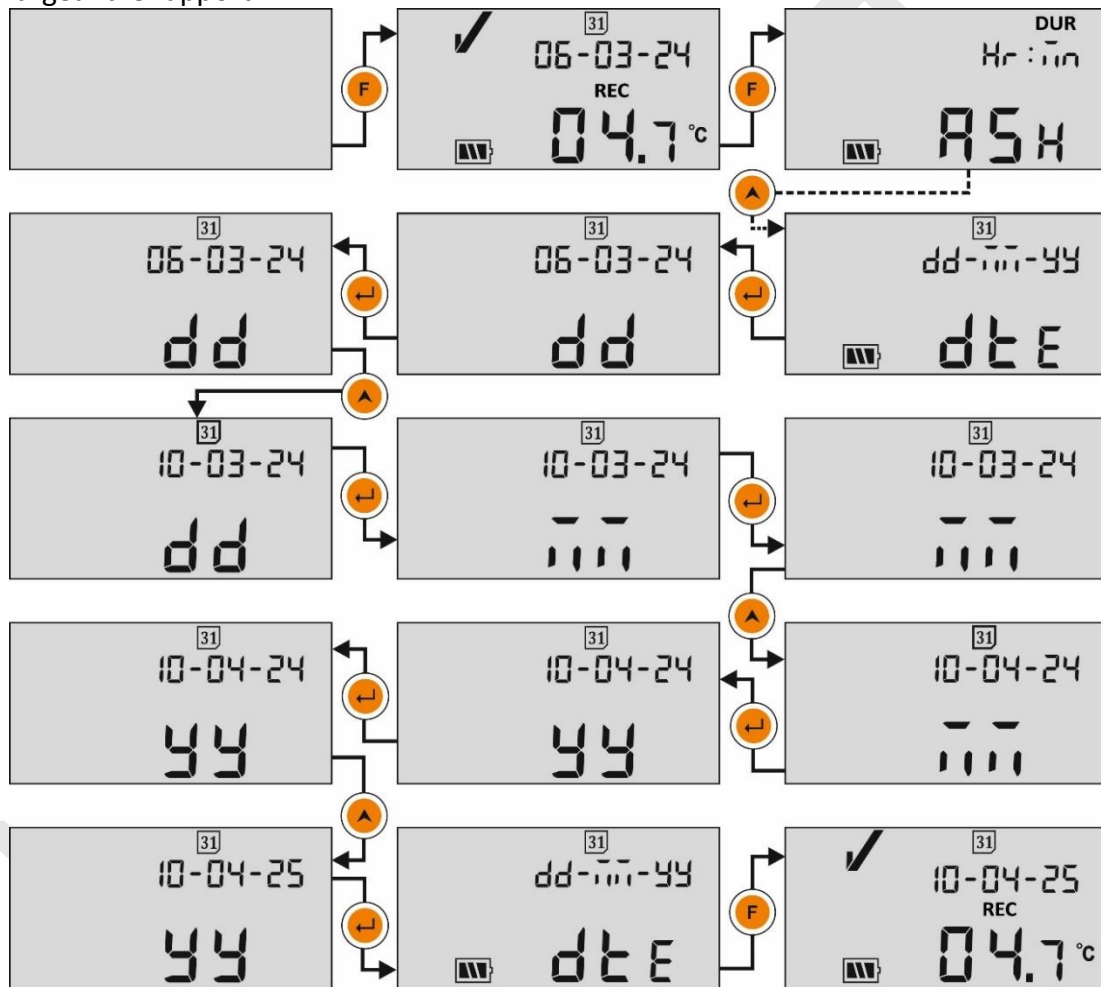 F
31
06-03-24
REC
04.7 °C
F
DUR
Hr:mn
ASH
31
06-03-24
dd
31
06-03-24
dd
31
dd-mm-yy
dtE
31
10-03-24
dd
31
10-03-24
mm
31
10-03-24
mm
31
10-04-24
yy
31
10-04-24
yy
31
10-04-24
mm
31
10-04-25
yy
31
dd-mm-yy
dtE
F
31
10-04-25
REC
04.7 °C